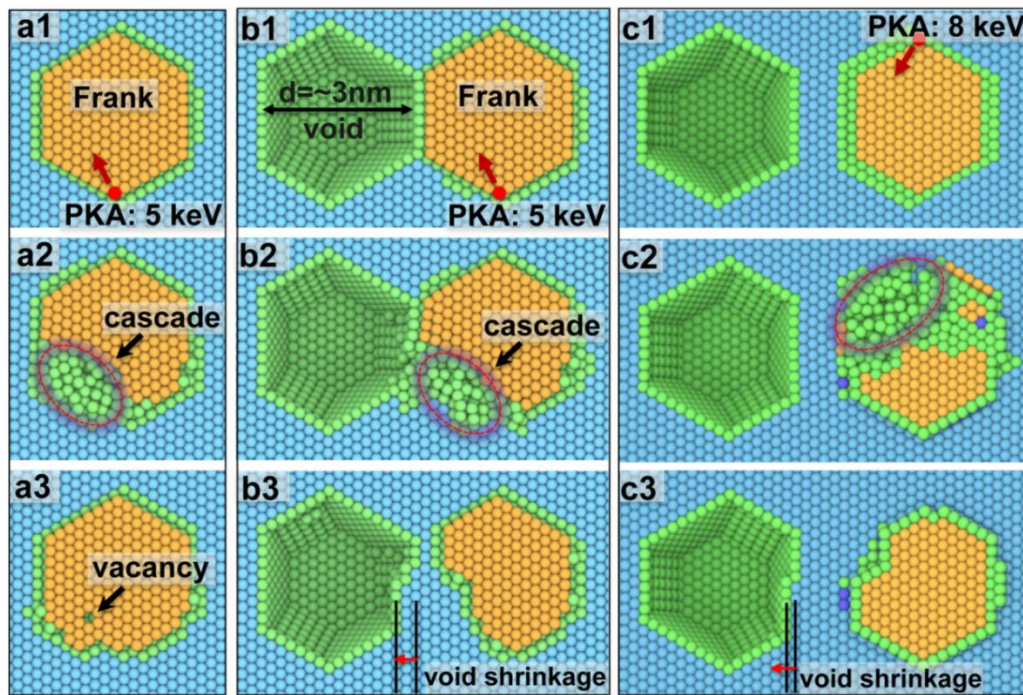 a1
Frank
PKA: 5 keV
b1
d=~3nm
void
Frank
PKA: 5 keV
c1
PKA: 8 keV
a2
cascade
b2
cascade
c2
a3
vacancy
b3
void shrinkage
c3
void shrinkage